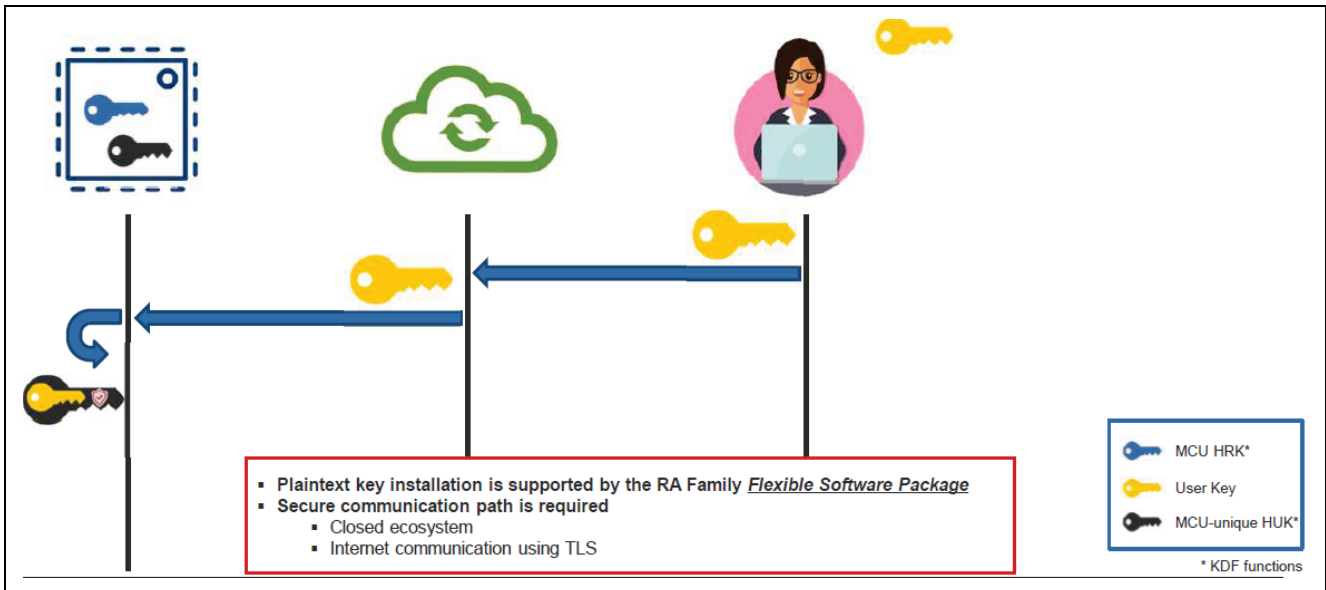 ▪ Plaintext key installation is supported by the RA Family Flexible Software Package
▪ Secure communication path is required
▪ Closed ecosystem
▪ Internet communication using TLS
MCU HRK*
User Key
MCU-unique HUK*
* KDF functions